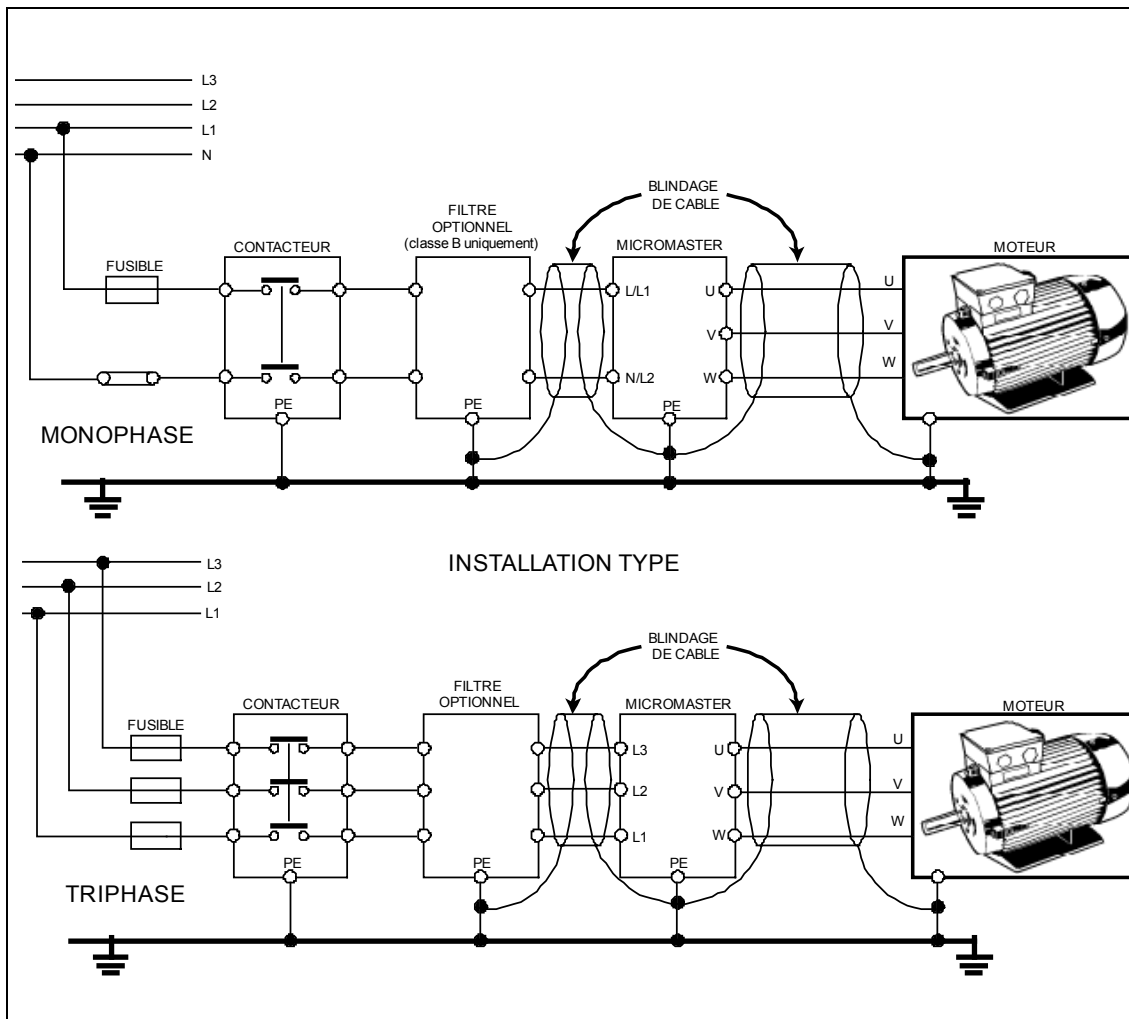 L3
L2
L1
N
BLINDAGE
DE CABLE
FILTRE
OPTIONNEL
(classe B uniquement)
CONTACTEUR
MICROMASTER
MOTEUR
FUSIBLE
L/L1
U
U
V
V
N/L2
W
W
PE
PE
PE
MONOPHASE
INSTALLATION TYPE
L3
L2
L1
BLINDAGE
DE CABLE
FILTRE
OPTIONNEL
CONTACTEUR
MICROMASTER
MOTEUR
FUSIBLE
L3
U
U
L2
V
V
L1
W
W
PE
PE
PE
TRIPHASE